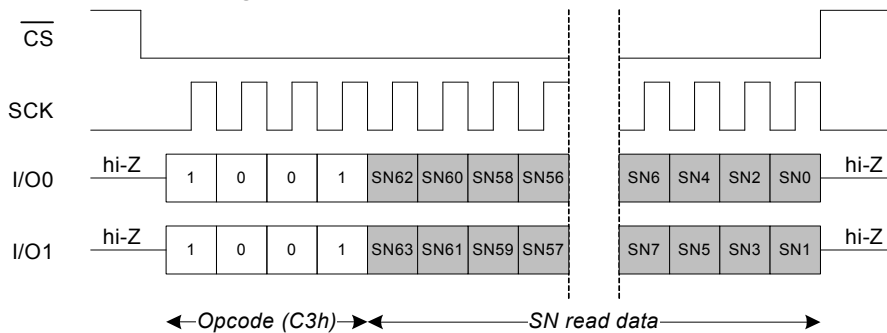 CS
SCK
hi-Z hi-Z
I/O0 1 0 0 1 SN62 SN60 SN58 SN56 SN6 SN4 SN2 SN0
hi-Z hi-Z
I/O1 1 0 0 1 SN63 SN61 SN59 SN57 SN7 SN5 SN3 SN1
Opcode (C3h) SN read data